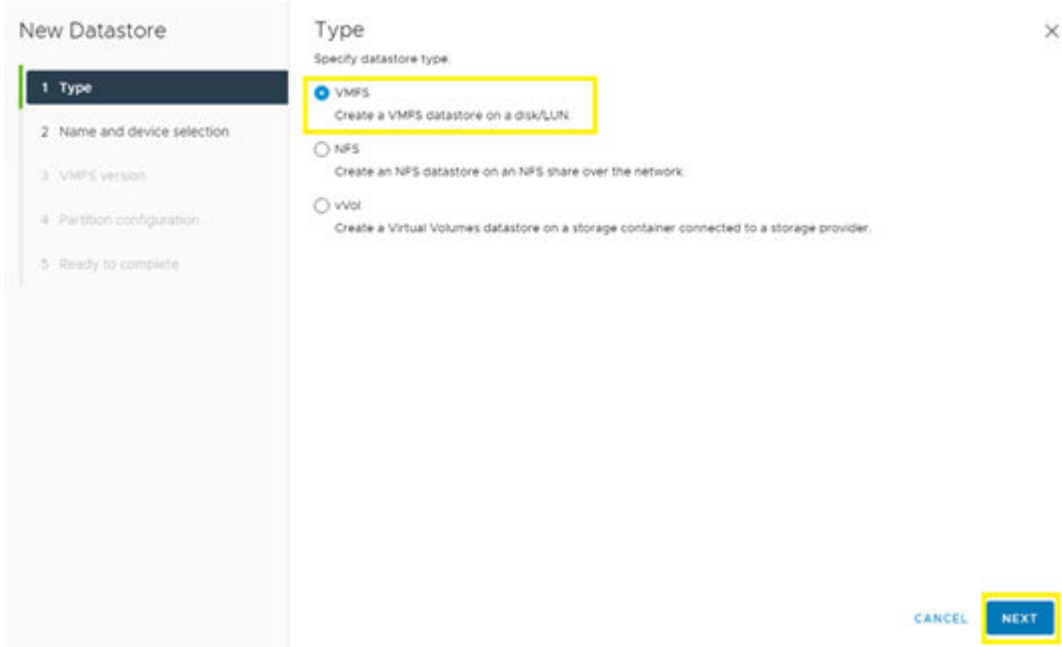 New Datastore
1 Type
2 Name and device selection
3 VMFS version
4 Partition configuration
5 Ready to complete
Type
Specify datastore type.
VMFS
Create a VMFS datastore on a disk/LUN.
NFS
Create an NFS datastore on an NFS share over the network.
vVol
Create a Virtual Volumes datastore on a storage container connected to a storage provider.
CANCEL
NEXT